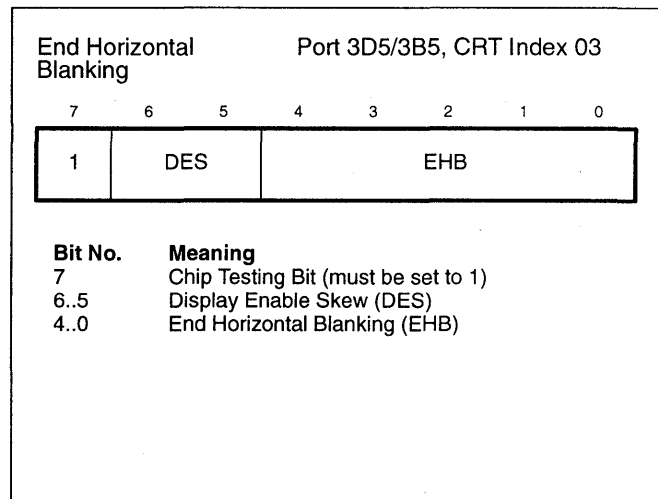 End Horizontal Port 3D5/3B5, CRT Index 03
Blanking
7 6 5 4 3 2 1 0
1 DES EHB
Bit No. Meaning
7 Chip Testing Bit (must be set to 1)
6..5 Display Enable Skew (DES)
4..0 End Horizontal Blanking (EHB)